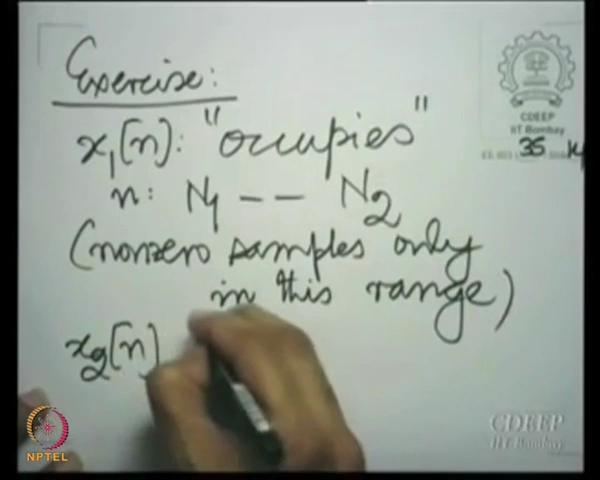 Exercise:
x₁[n]: "occupies"
n: N₁ -- N₂
(nonzero samples only
in this range)
x₂[n]
CDEEP
IIT Bombay
35
CDEEP
IIT Bombay
NPTEL